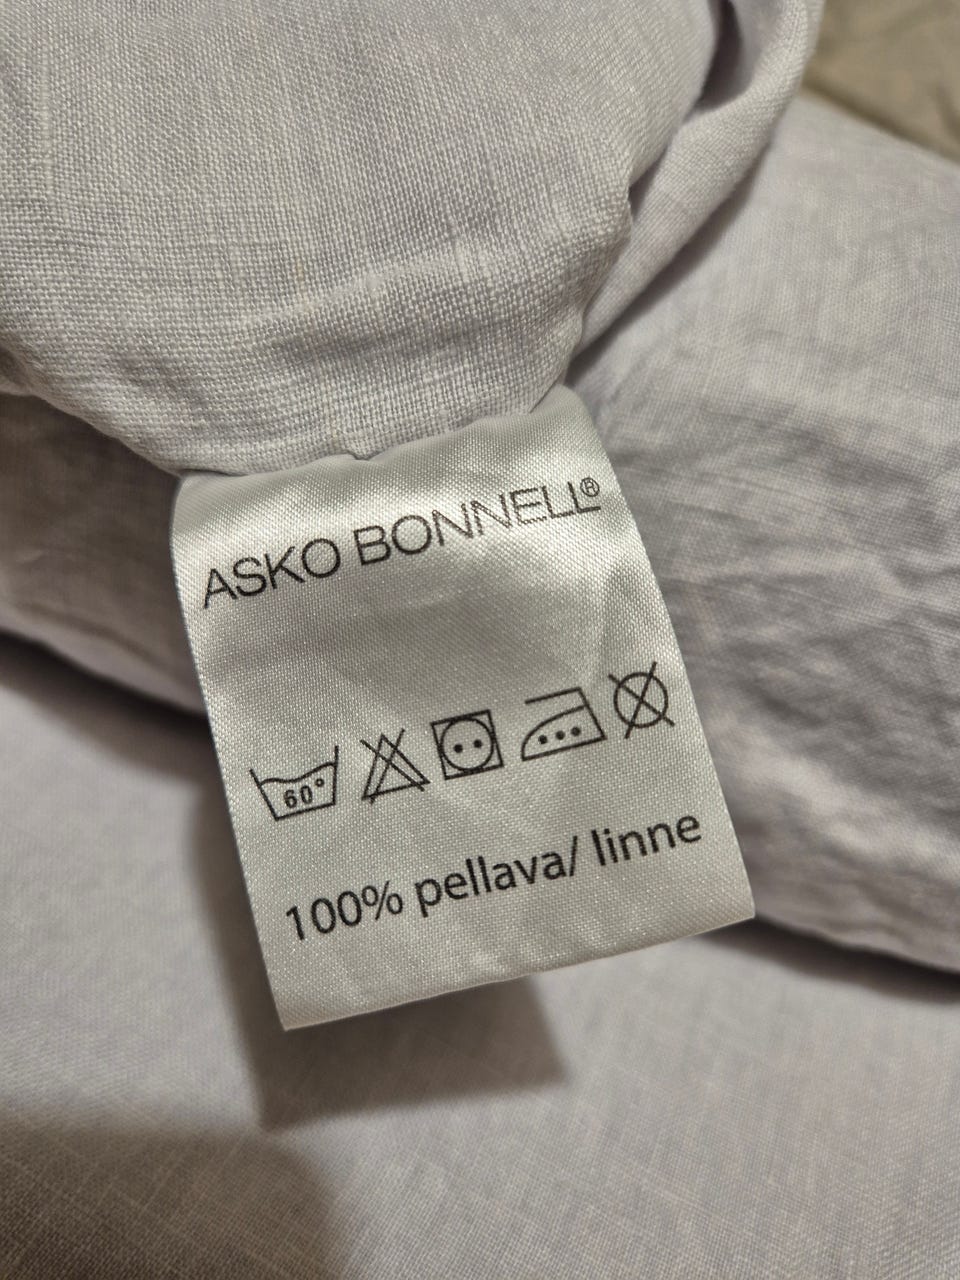 ASKO BONNELL®
60°
100% pellava/ linne